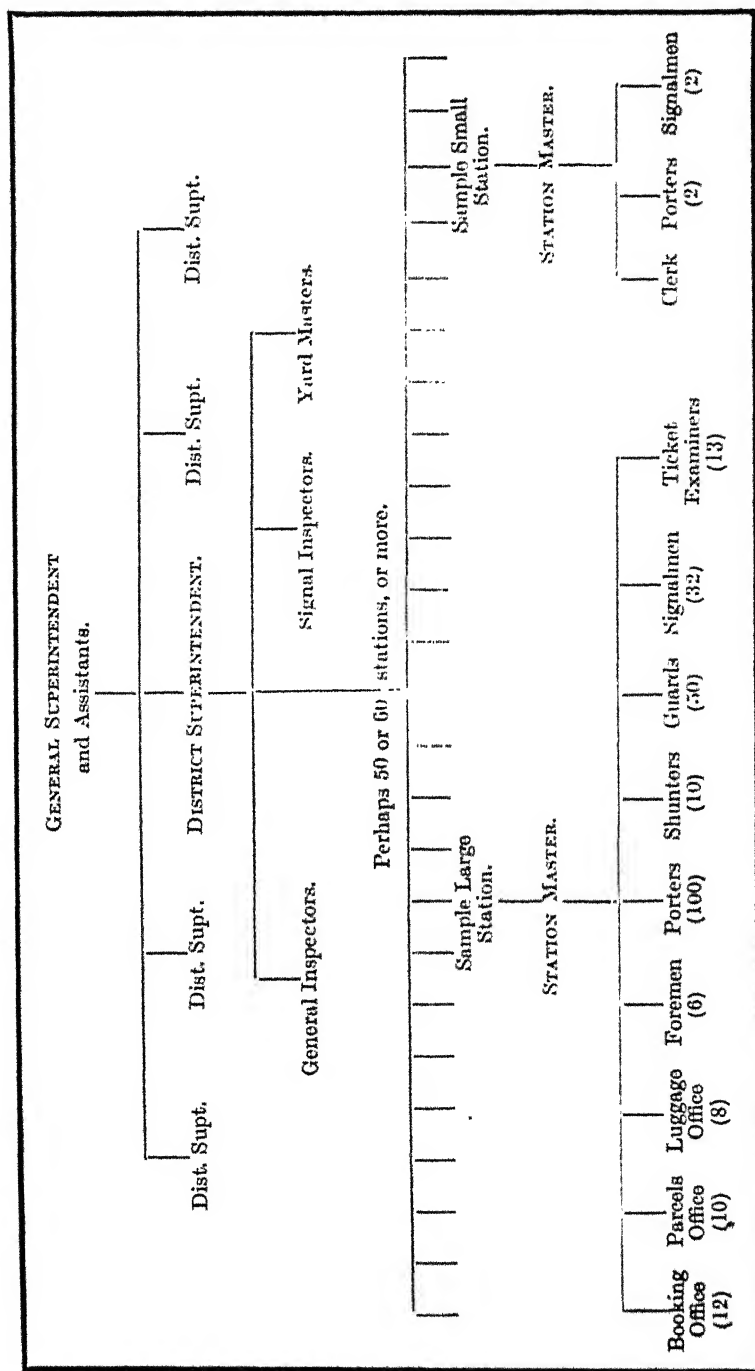 GENERAL SUPERINTENDENT
and Assistants.
Dist. Supt.
Dist. Supt.
DISTRICT SUPERINTENDENT.
Dist. Supt.
Dist. Supt.
General Inspectors.
Signal Inspectors.
Yard Masters.
Perhaps 50 or 60 stations, or more.
Sample Large
Station.
Sample Small
Station.
STATION MASTER.
STATION MASTER.
Booking
Office
(12)
Parcels
Office
(10)
Luggage
Office
(8)
Foremen
(6)
Porters
(100)
Shunters
(10)
Guards
(50)
Signalmen
(32)
Ticket
Examiners
(13)
Clerk
Porters
(2)
Signalmen
(2)